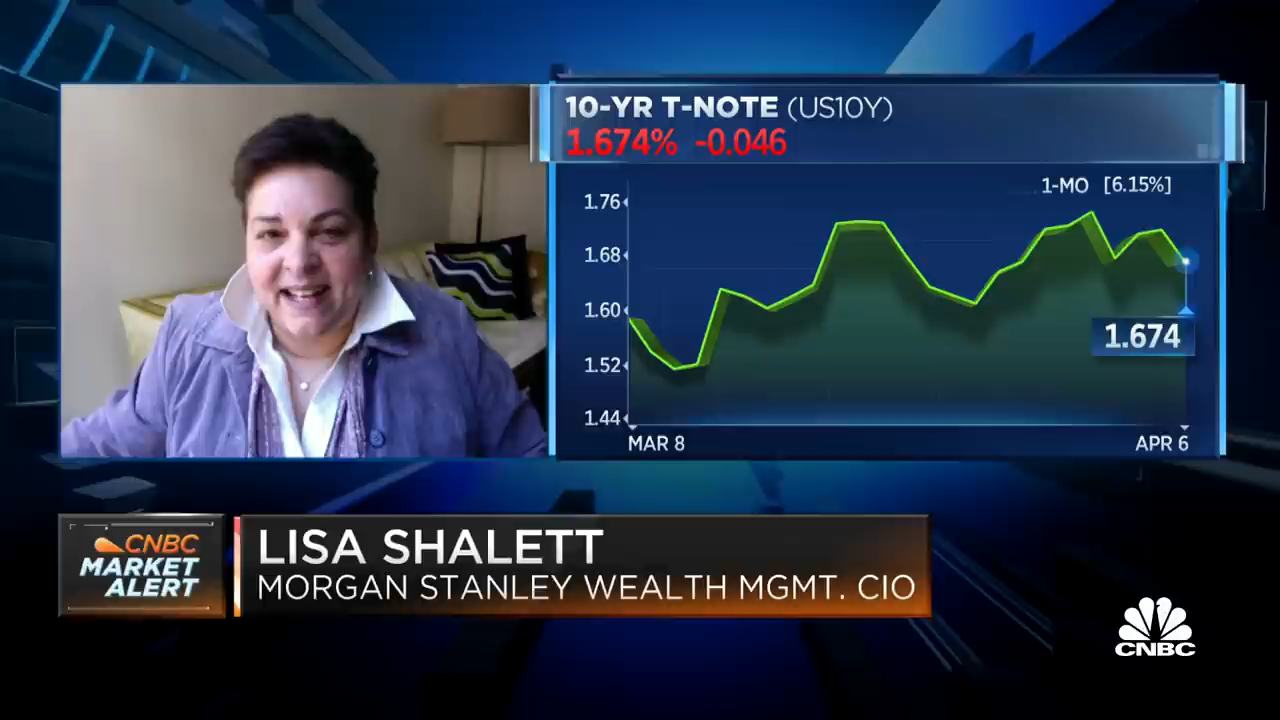 10-YR T-NOTE (US10Y)
1.674% -0.046
1-MO [6.15%]
1.76
1.68
1.60
1.52
1.44
1.674
MAR 8
APR 6
CNBC
MARKET
ALERT
LISA SHALETT
MORGAN STANLEY WEALTH MGMT. CIO
CNBC